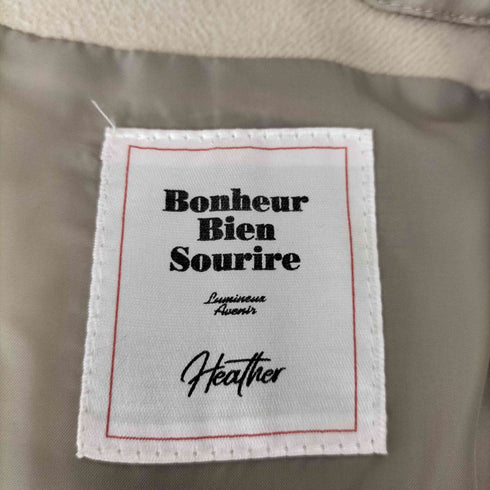 Bonheur
Bien
Sourire
Lumineux
Avenir
Heather